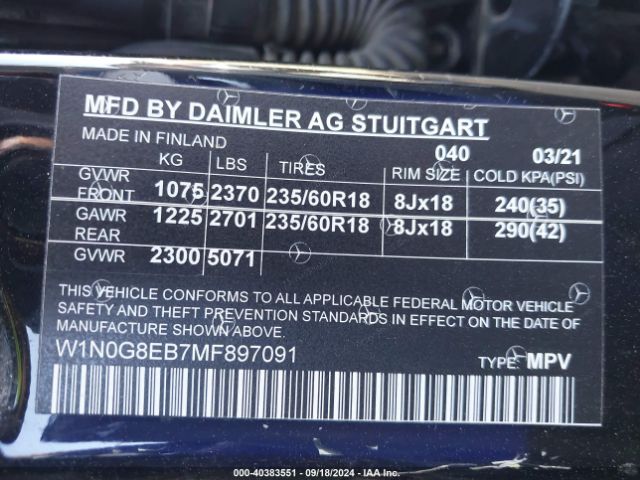 MFD BY DAIMLER AG STUITGART
MADE IN FINLAND 040 03/21
KG LBS TIRES RIM SIZE COLD KPA(PSI)
GVWR
FRONT 1075 2370 235/60R18 8Jx18 240(35)
GAWR 1225 2701 235/60R18 8Jx18 290(42)
REAR
GVWR 2300 5071
THIS VEHICLE CONFORMS TO ALL APPLICABLE FEDERAL MOTOR VEHICLE
SAFETY AND THEFT PREVENTION STANDARDS IN EFFECT ON THE DATE OF
MANUFACTURE SHOWN ABOVE.
W1N0G8EB7MF897091 TYPE: MPV
000-40383551 - 09/18/2024 - IAA Inc.